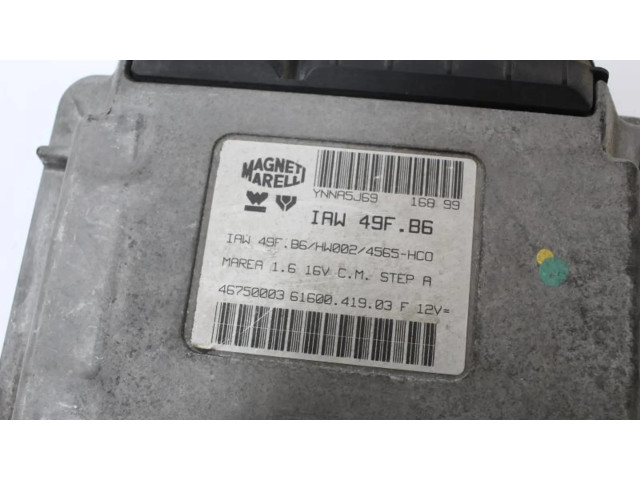 MAGNETI
MARELLI
YNNA5J69 168 99
IAW 49F.B6
IAW 49F.B6/HW002/4565-HC0
MAREA 1.6 16V C.M. STEP A
46750003 61600.419.03 F 12V=